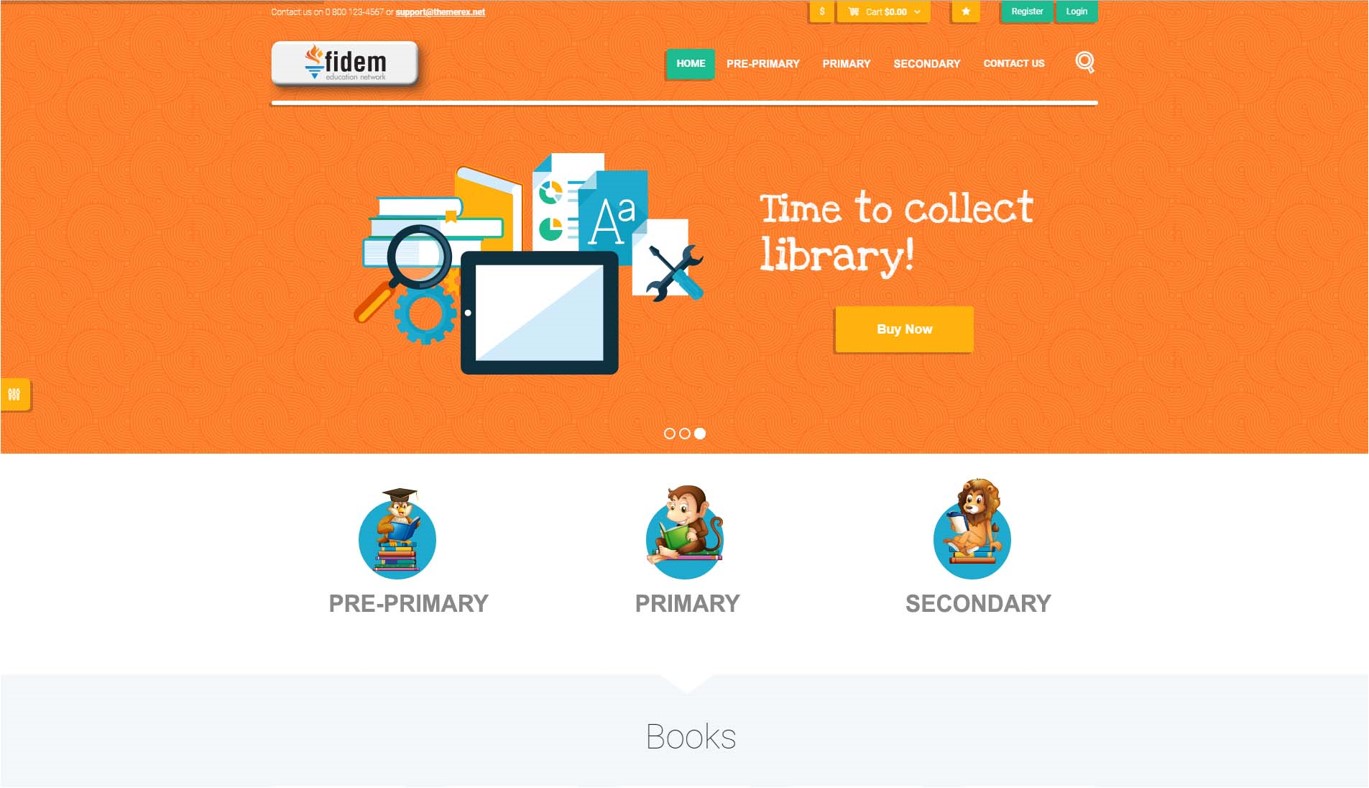 Contact us on 0 800 123-4567 or support@themerex.net
$
Cart $0.00
Register
Login
fidem
education network
HOME
PRE-PRIMARY
PRIMARY
SECONDARY
CONTACT US
Aa
Time to collect
library!
Buy Now
PRE-PRIMARY
PRIMARY
SECONDARY
Books